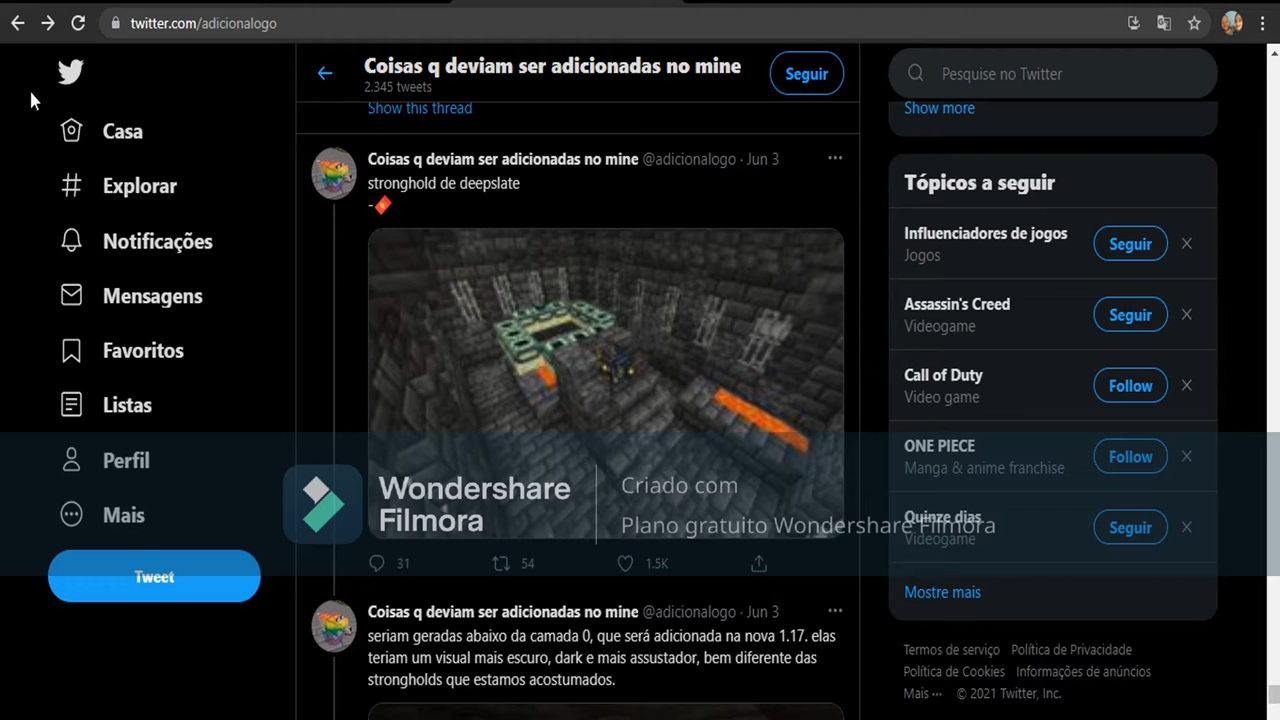 twitter.com/adicionalogo
Casa
Explorar
Notificações
Mensagens
Favoritos
Listas
Perfil
Mais
Tweet
Coisas q deviam ser adicionadas no mine
2.345 tweets
Seguir
Show this thread
Coisas q deviam ser adicionadas no mine @adicionalogo · Jun 3
stronghold de deepslate
-
31 54 1.5K
Coisas q deviam ser adicionadas no mine @adicionalogo · Jun 3
seriam geradas abaixo da camada 0, que será adicionada na nova 1.17. elas
teriam um visual mais escuro, dark e mais assustador, bem diferente das
strongholds que estamos acostumados.
Wondershare
Filmora
Criado com
Plano gratuito Wondershare Filmora
Pesquise no Twitter
Show more
Tópicos a seguir
Influenciadores de jogos
Jogos
Seguir
Assassin's Creed
Videogame
Seguir
Call of Duty
Video game
Follow
ONE PIECE
Manga & anime franchise
Follow
Quinze dias
Videogame
Seguir
Mostre mais
Termos de serviço Política de Privacidade
Política de Cookies Informações de anúncios
Mais ··· © 2021 Twitter, Inc.